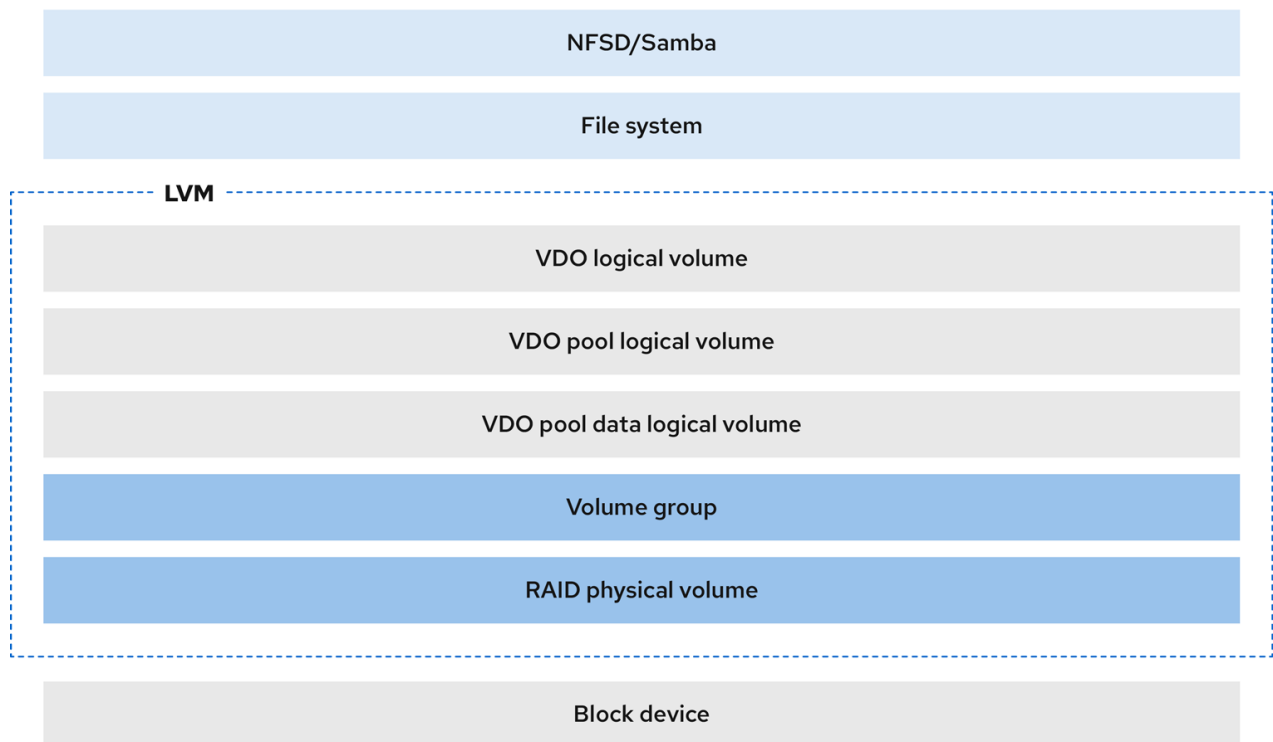 NFSD/Samba
File system
LVM
VDO logical volume
VDO pool logical volume
VDO pool data logical volume
Volume group
RAID physical volume
Block device